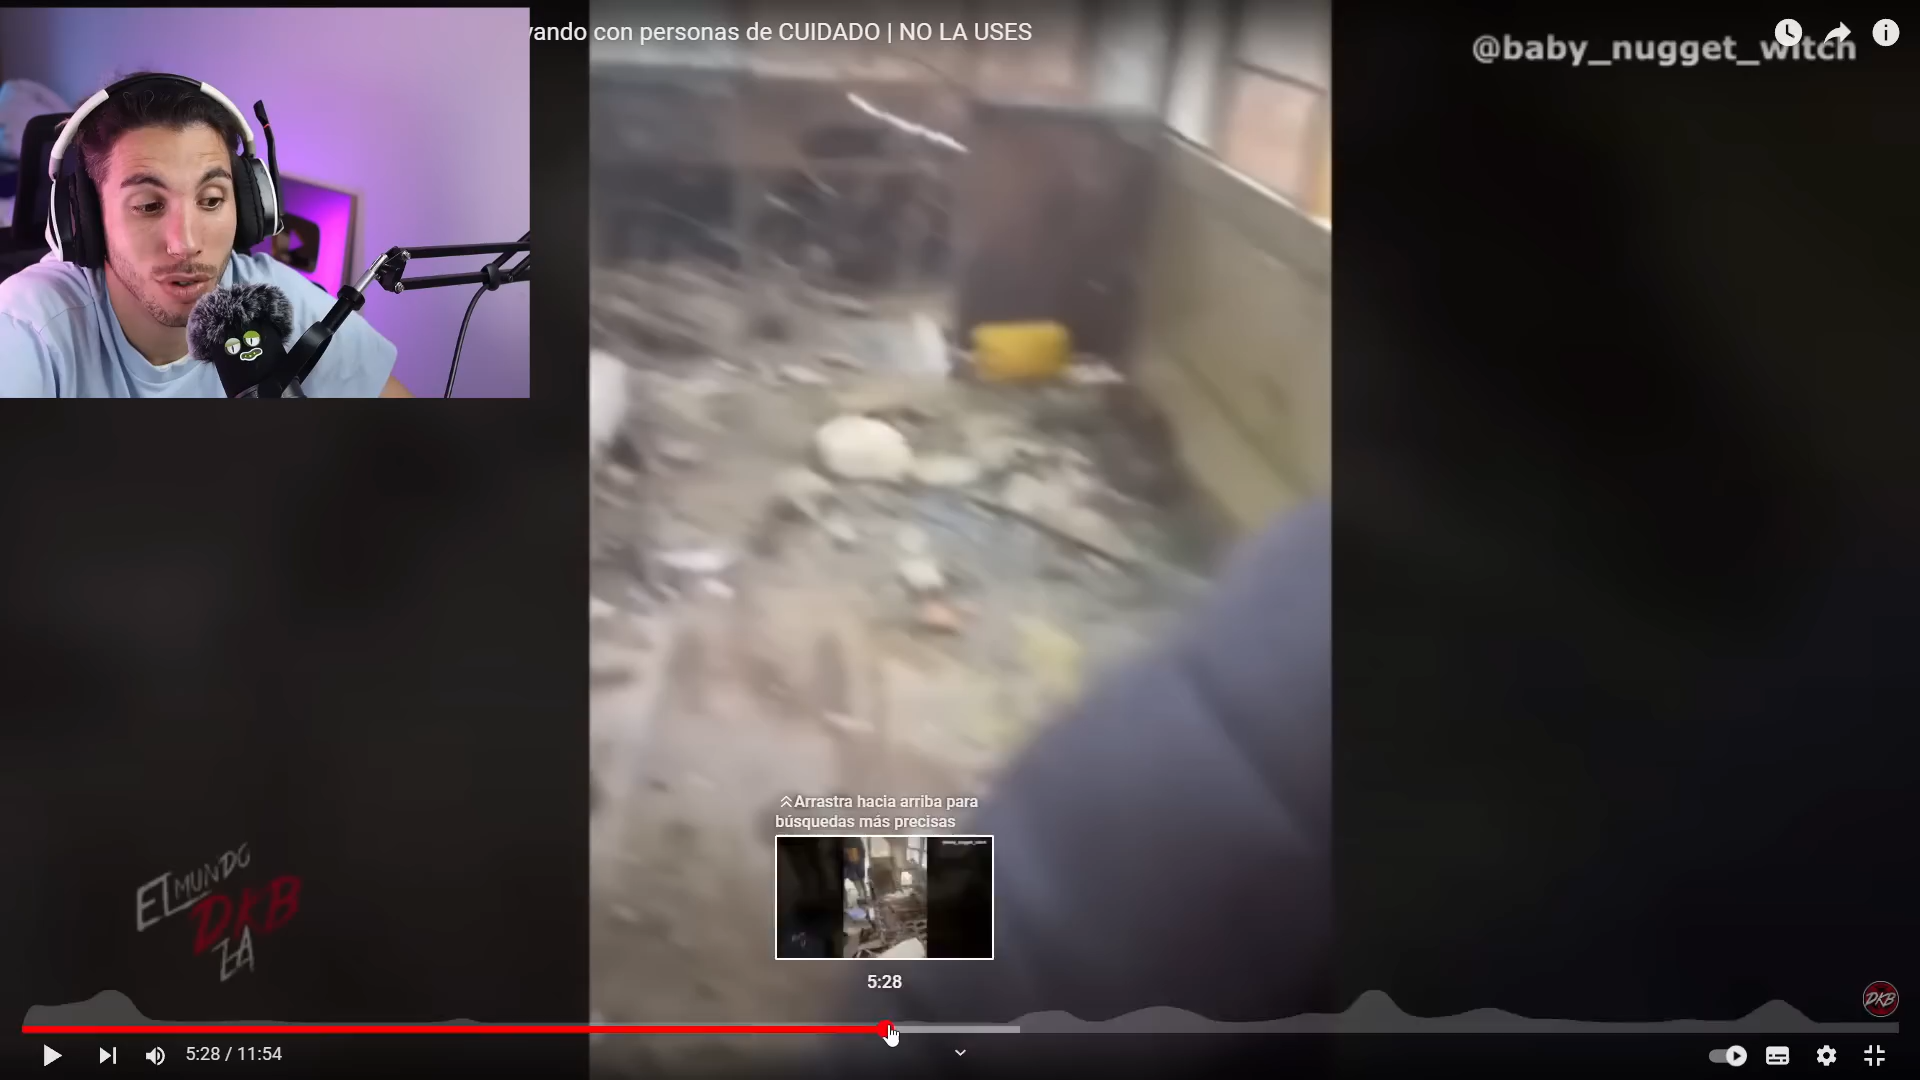 vando con personas de CUIDADO | NO LA USES
@baby_nugget_witch
Arrastra hacia arriba para
búsquedas más precisas
5:28
EL MUNDO
DKB
ZA
DKB
5:28 / 11:54